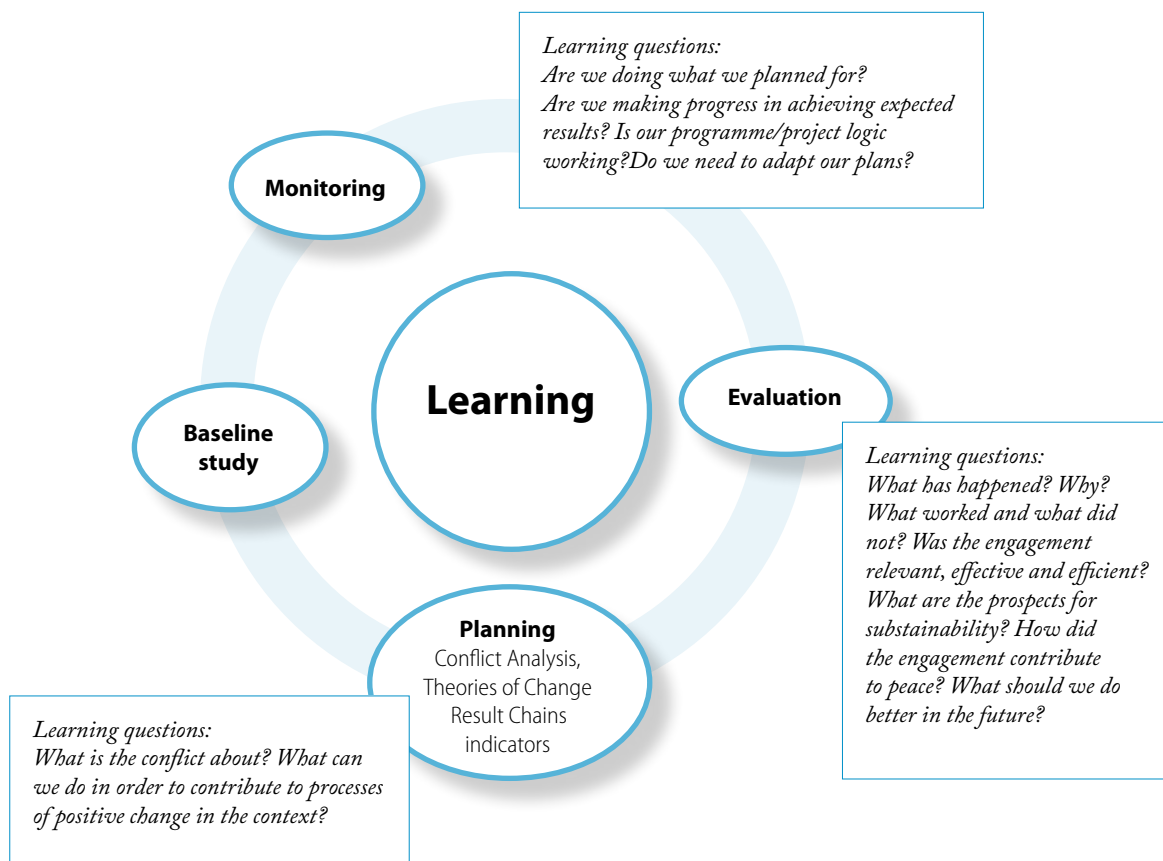 Learning questions:
Are we doing what we planned for?
Are we making progress in achieving expected
results? Is our programme/project logic
working?Do we need to adapt our plans?
Monitoring
Learning
Evaluation
Baseline
study
Learning questions:
What has happened? Why?
What worked and what did
not? Was the engagement
relevant, effective and efficient?
What are the prospects for
substainability? How did
the engagement contribute
to peace? What should we do
better in the future?
Planning
Conflict Analysis,
Theories of Change
Result Chains
indicators
Learning questions:
What is the conflict about? What can
we do in order to contribute to processes
of positive change in the context?